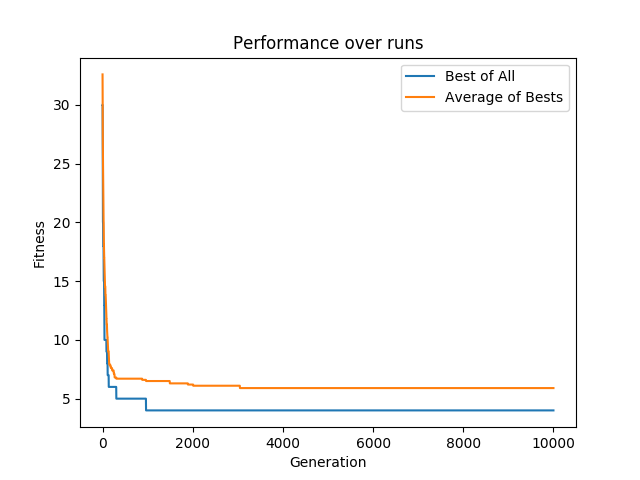 Performance over runs
Best of All
Average of Bests
Fitness
30
25
20
15
10
5
0 2000 4000 6000 8000 10000
Generation